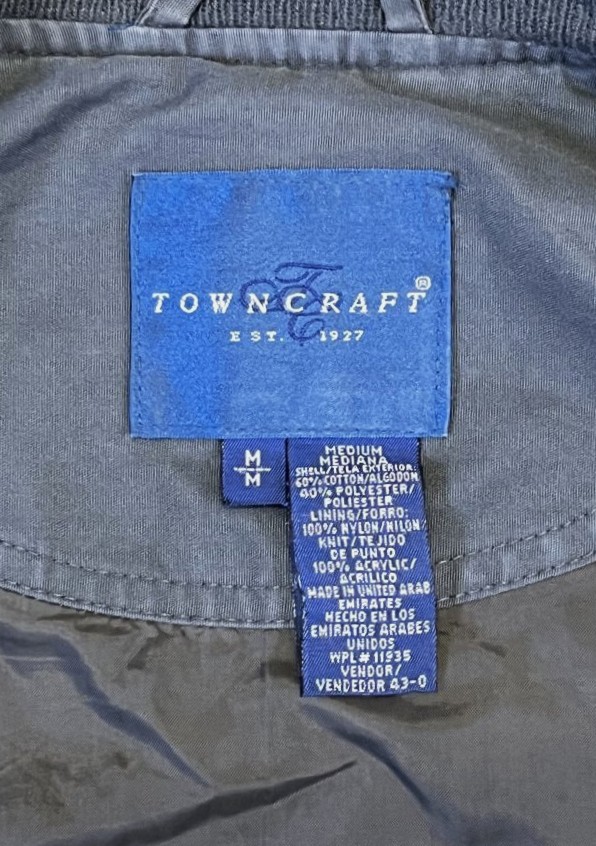 TOWNCRAFT®
EST. 1927
M
M
MEDIUM
MEDIANA
SHELL/TELA EXTERIOR:
60% COTTON/ALGODON
40% POLYESTER/
POLIESTER
LINING/FORRO:
100% NYLON/NILON
KNIT/TEJIDO
DE PUNTO
100% ACRYLIC/
ACRILICO
MADE IN UNITED ARAB
EMIRATES
HECHO EN LOS
EMIRATOS ARABES
UNIDOS
WPL# 11935
VENDOR/
VENDEDOR 43-0